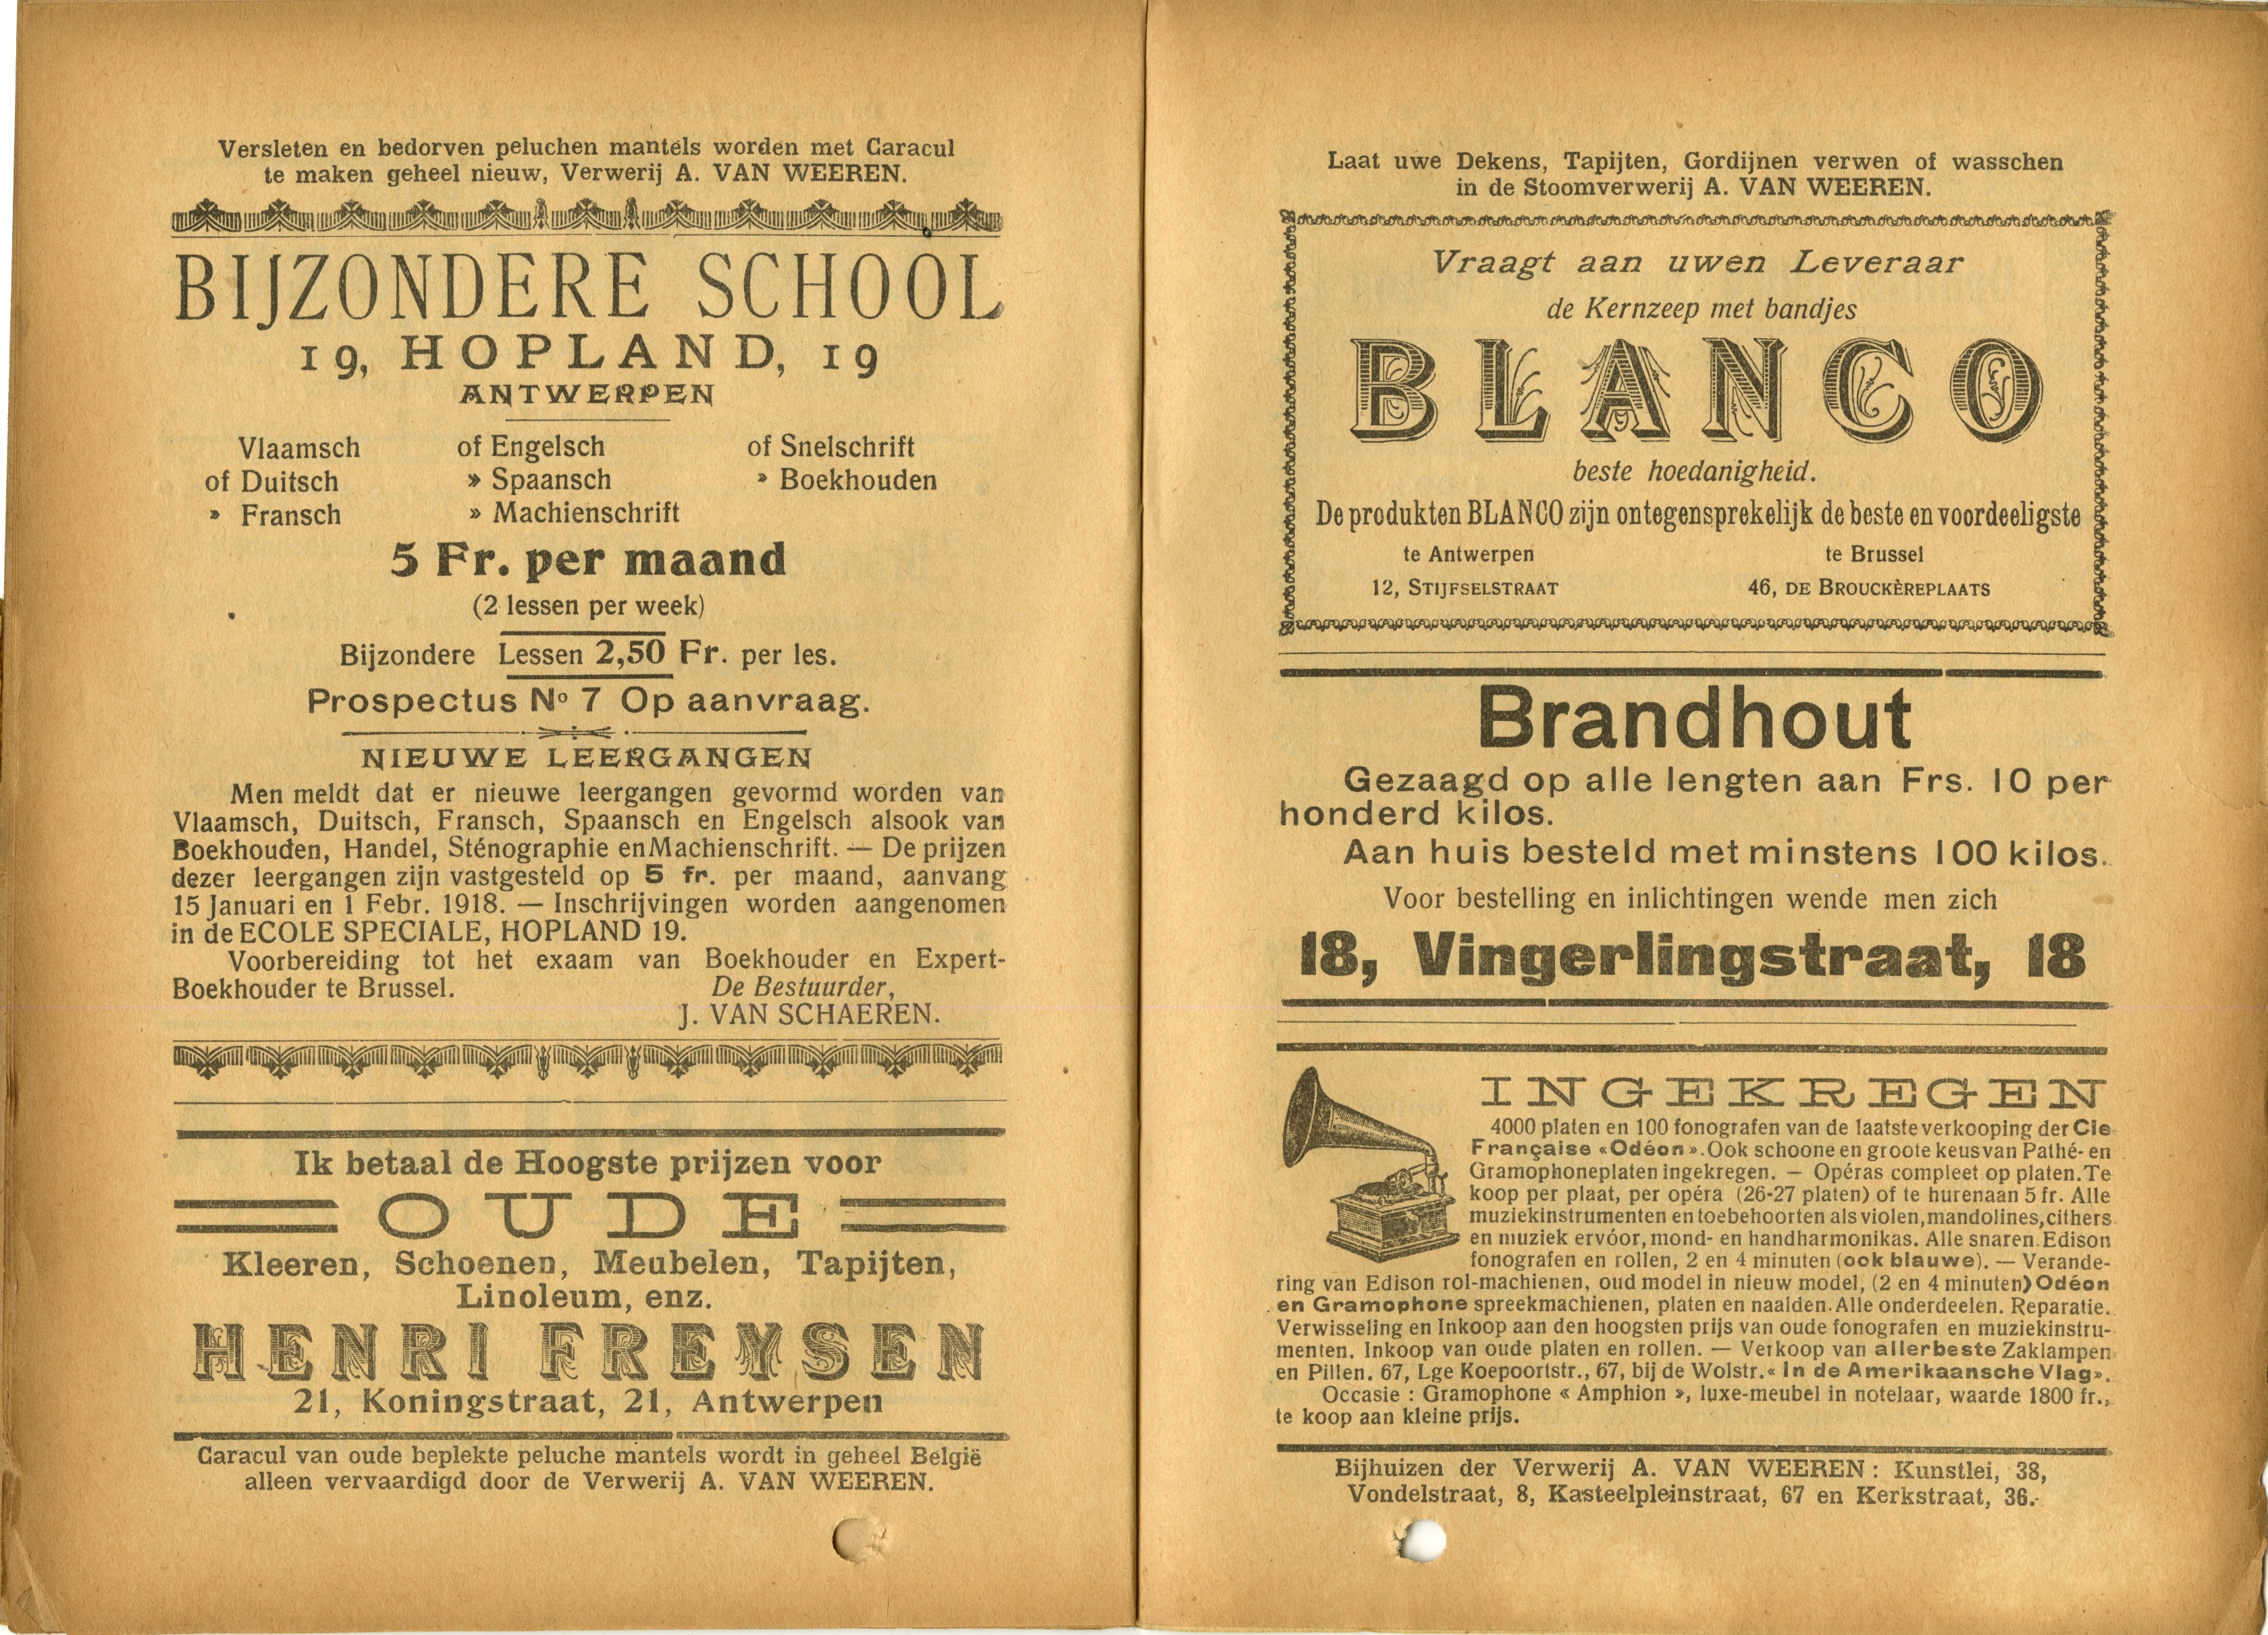 Versleten en bedorven peluchen mantels worden met Caracul
te maken geheel nieuw, Verwerij A. VAN WEEREN.
BIJZONDERE SCHOOL
19, HOPLAND, 19
ANTWERPEN
Vlaamsch of Engelsch of Snelschrift
of Duitsch » Spaansch » Boekhouden
» Fransch » Machienschrift
5 Fr. per maand
(2 lessen per week)
Bijzondere Lessen 2,50 Fr. per les.
Prospectus No 7 Op aanvraag.
NIEUWE LEERGANGEN
Men meldt dat er nieuwe leergangen gevormd worden van
Vlaamsch, Duitsch, Fransch, Spaansch en Engelsch alsook van
Boekhouden, Handel, Sténographie en Machienschrift. — De prijzen
dezer leergangen zijn vastgesteld op 5 fr. per maand, aanvang
15 Januari en 1 Febr. 1918. — Inschrijvingen worden aangenomen
in de ECOLE SPECIALE, HOPLAND 19.
Voorbereiding tot het exaam van Boekhouder en Expert-
Boekhouder te Brussel. De Bestuurder,
J. VAN SCHAEREN.
Ik betaal de Hoogste prijzen voor
OUDE
Kleeren, Schoenen, Meubelen, Tapijten,
Linoleum, enz.
HENRI FREYSEN
21, Koningstraat, 21, Antwerpen
Caracul van oude beplekte peluche mantels wordt in geheel België
alleen vervaardigd door de Verwerij A. VAN WEEREN.
Laat uwe Dekens, Tapijten, Gordijnen verwen of wasschen
in de Stoomverwerij A. VAN WEEREN.
Vraagt aan uwen Leveraar
de Kernzeep met bandjes
BLANCO
beste hoedanigheid.
De produkten BLANCO zijn ontegensprekelijk de beste en voordeeligste
te Antwerpen te Brussel
12, STIJFSELSTRAAT 46, DE BROUCKÈREPLAATS
Brandhout
Gezaagd op alle lengten aan Frs. 10 per
honderd kilos.
Aan huis besteld met minstens 100 kilos.
Voor bestelling en inlichtingen wende men zich
18, Vingerlingstraat, 18
INGEKREGEN
4000 platen en 100 fonografen van de laatste verkooping der Cie
Française «Odéon». Ook schoone en groote keus van Pathé- en
Gramophoneplaten ingekregen. — Opéras compleet op platen. Te
koop per plaat, per opéra (26-27 platen) of te huren aan 5 fr. Alle
muziekinstrumenten en toebehoorten als violen, mandolines, cithers
en muziek ervóor, mond- en handharmonikas. Alle snaren. Edison
fonografen en rollen, 2 en 4 minuten (ook blauwe). — Verande-
ring van Edison rol-machienen, oud model in nieuw model, (2 en 4 minuten) Odéon
en Gramophone spreekmachienen, platen en naalden. Alle onderdeelen. Reparatie.
Verwisseling en Inkoop aan den hoogsten prijs van oude fonografen en muziekinstru-
menten. Inkoop van oude platen en rollen. — Verkoop van allerbeste Zaklampen
en Pillen. 67, Lge Koepoortstr., 67, bij de Wolstr. « In de Amerikaansche Vlag».
Occasie : Gramophone « Amphion », luxe-meubel in notelaar, waarde 1800 fr.,
te koop aan kleine prijs.
Bijhuizen der Verwerij A. VAN WEEREN : Kunstlei, 38,
Vondelstraat, 8, Kasteelpleinstraat, 67 en Kerkstraat, 36.